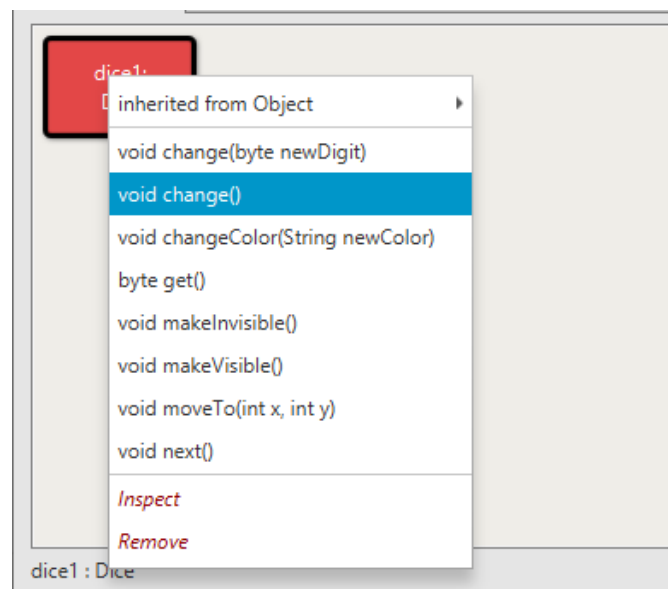 dice1:
inherited from Object
void change(byte newDigit)
void change()
void changeColor(String newColor)
byte get()
void makeInvisible()
void makeVisible()
void moveTo(int x, int y)
void next()
Inspect
Remove
dice1 : Dice